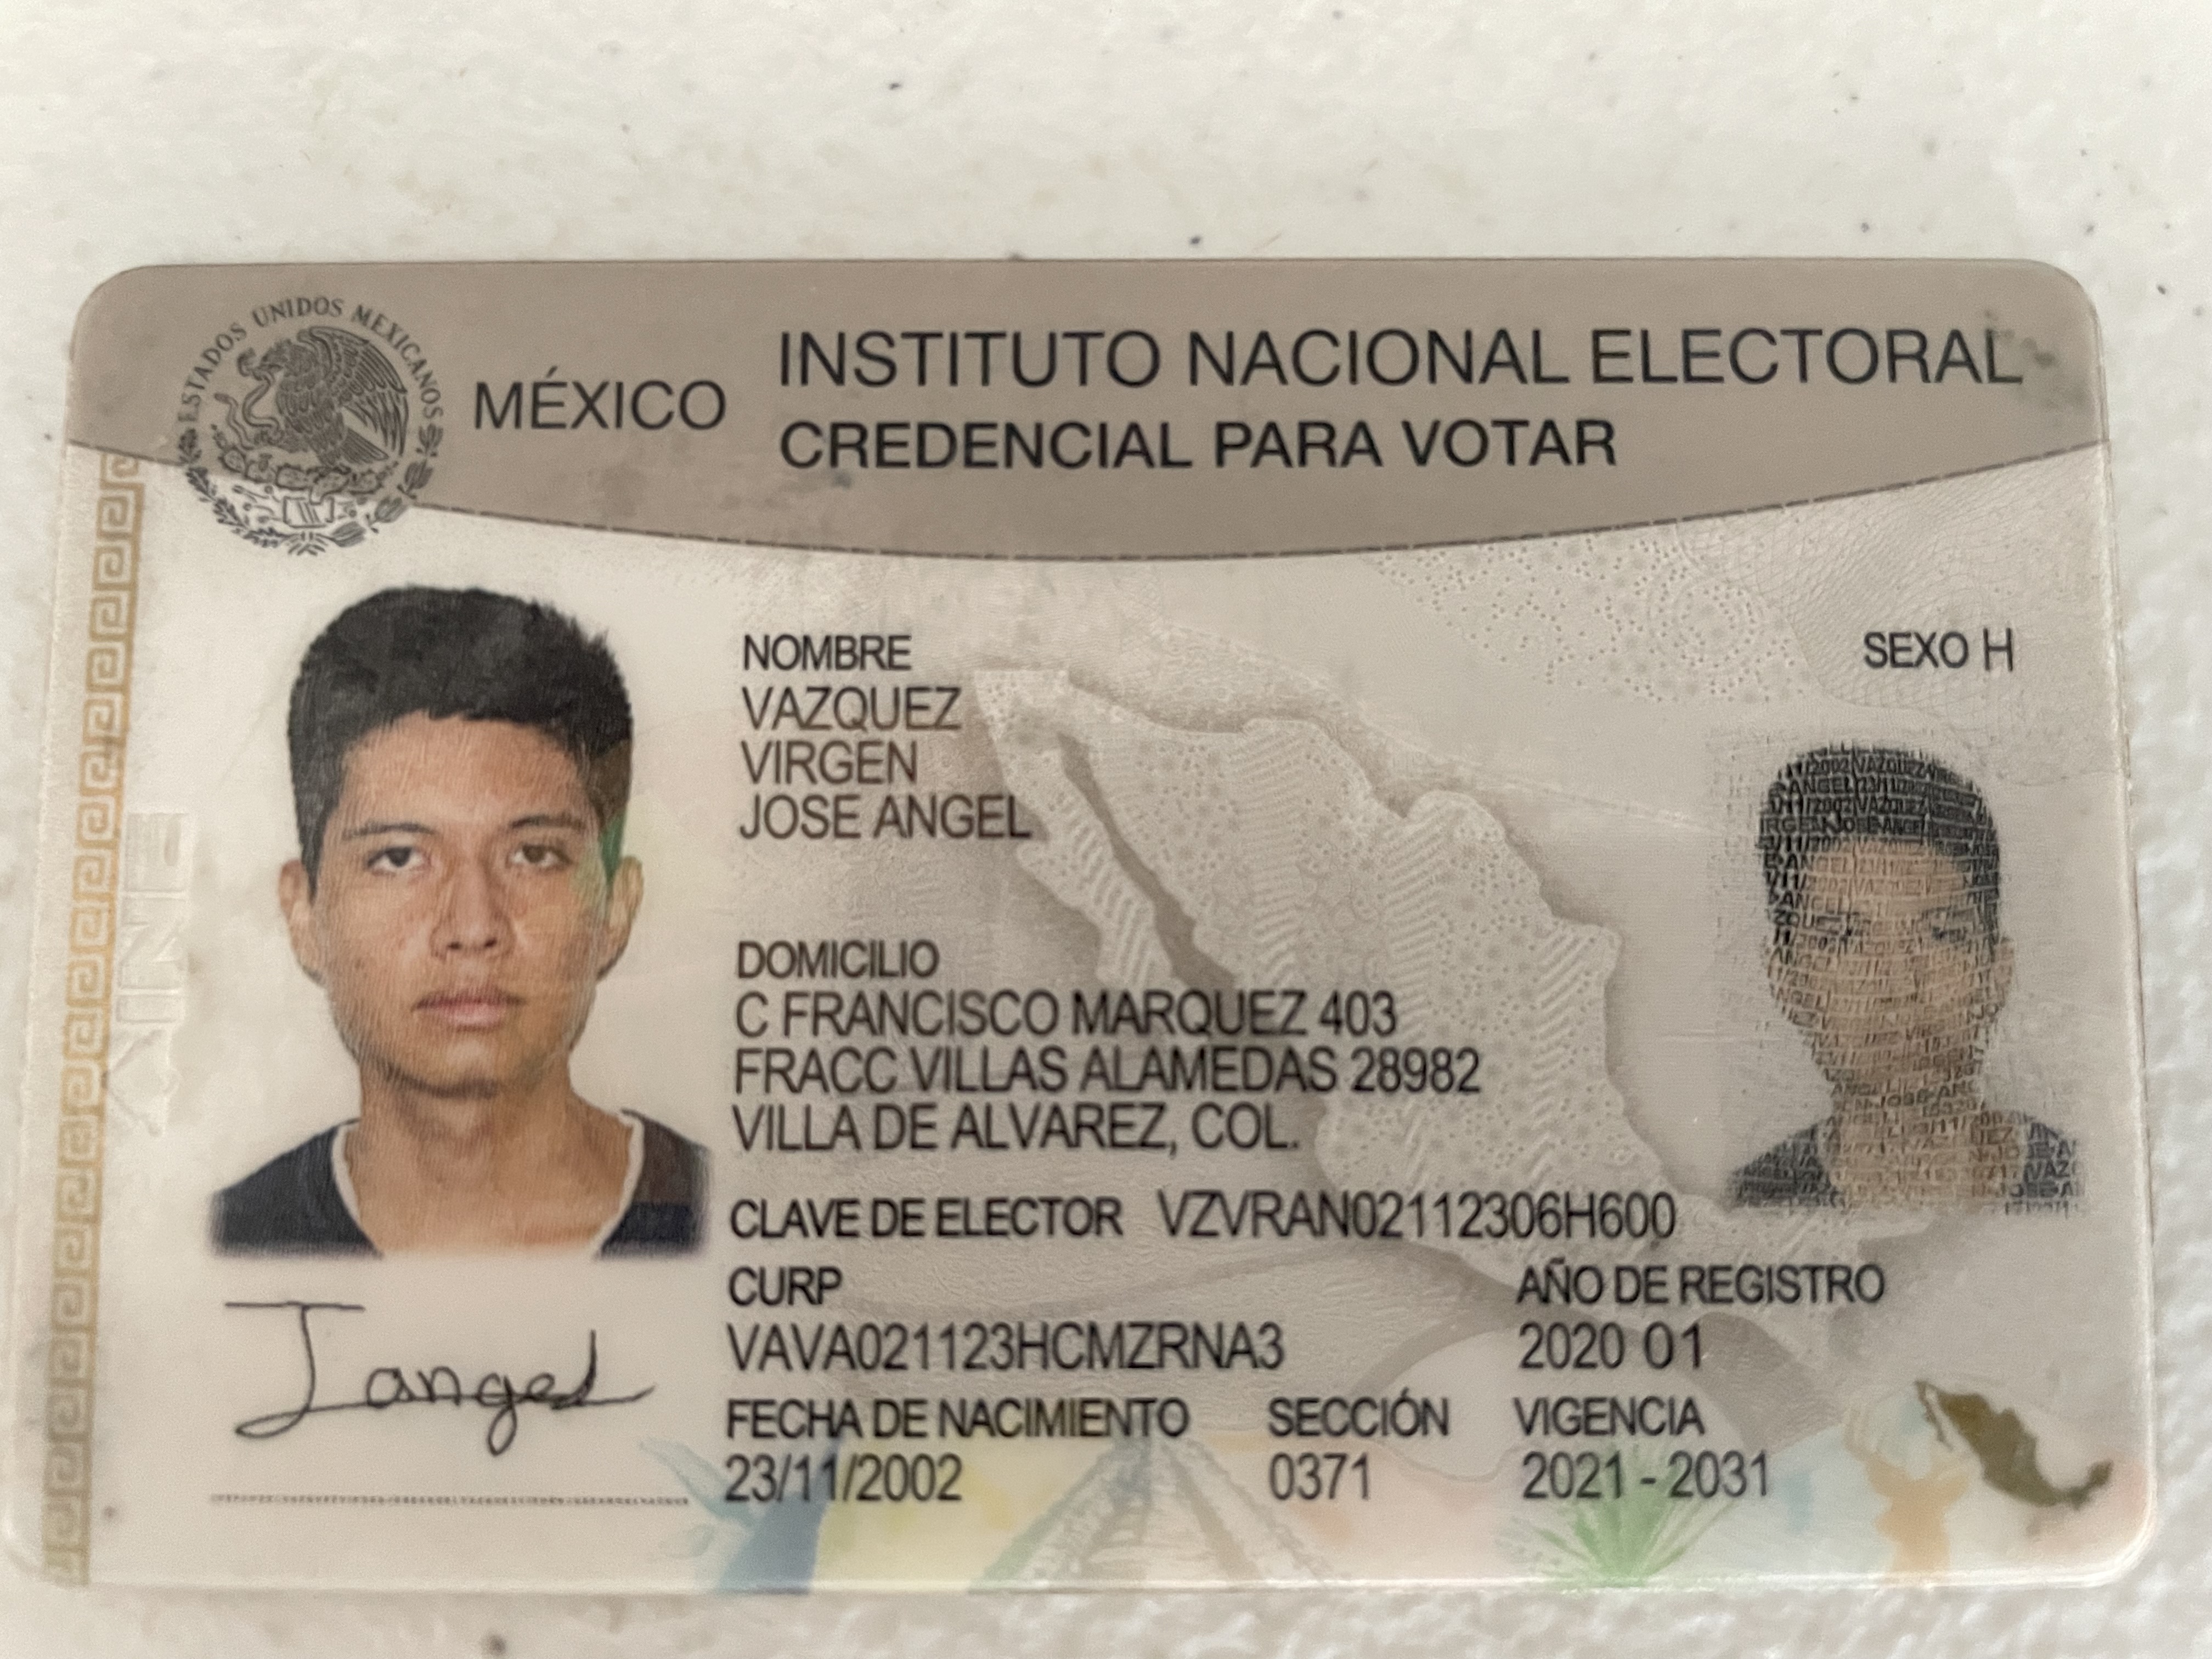 ESTADOS UNIDOS MEXICANOS
MÉXICO
INSTITUTO NACIONAL ELECTORAL
CREDENCIAL PARA VOTAR
INE
NOMBRE
VAZQUEZ
VIRGEN
JOSE ANGEL
SEXO H
DOMICILIO
C FRANCISCO MARQUEZ 403
FRACC VILLAS ALAMEDAS 28982
VILLA DE ALVAREZ, COL.
CLAVE DE ELECTOR VZVRAN02112306H600
CURP
VAVA021123HCMZRNA3
AÑO DE REGISTRO
2020 01
FECHA DE NACIMIENTO
23/11/2002
SECCIÓN
0371
VIGENCIA
2021 - 2031